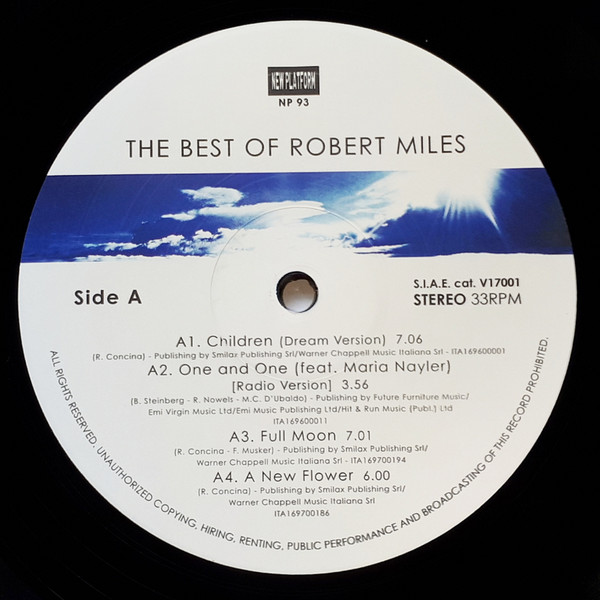 NEW PLATFORM
NP 93
THE BEST OF ROBERT MILES
Side A
S.I.A.E. cat. V17001
STEREO 33RPM
A1. Children (Dream Version) 7.06
(R. Concina) - Publishing by Smilax Publishing Srl/Warner Chappell Music Italiana Srl - ITA169600001
A2. One and One (feat. Maria Nayler)
[Radio Version] 3.56
(B. Steinberg - R. Nowels - M.C. D'Ubaldo) - Publishing by Future Furniture Music/
Emi Virgin Music Ltd/Emi Music Publishing Ltd/Hit & Run Music (Publ.) Ltd
ITA169600011
A3. Full Moon 7.01
(R. Concina - F. Musker) - Publishing by Smilax Publishing Srl/
Warner Chappell Music Italiana Srl - ITA169700194
A4. A New Flower 6.00
(R. Concina) - Publishing by Smilax Publishing Srl/
Warner Chappell Music Italiana Srl
ITA169700186
ALL RIGHTS RESERVED. UNAUTHORIZED COPYING, HIRING, RENTING, PUBLIC PERFORMANCE AND BROADCASTING OF THIS RECORD PROHIBITED.